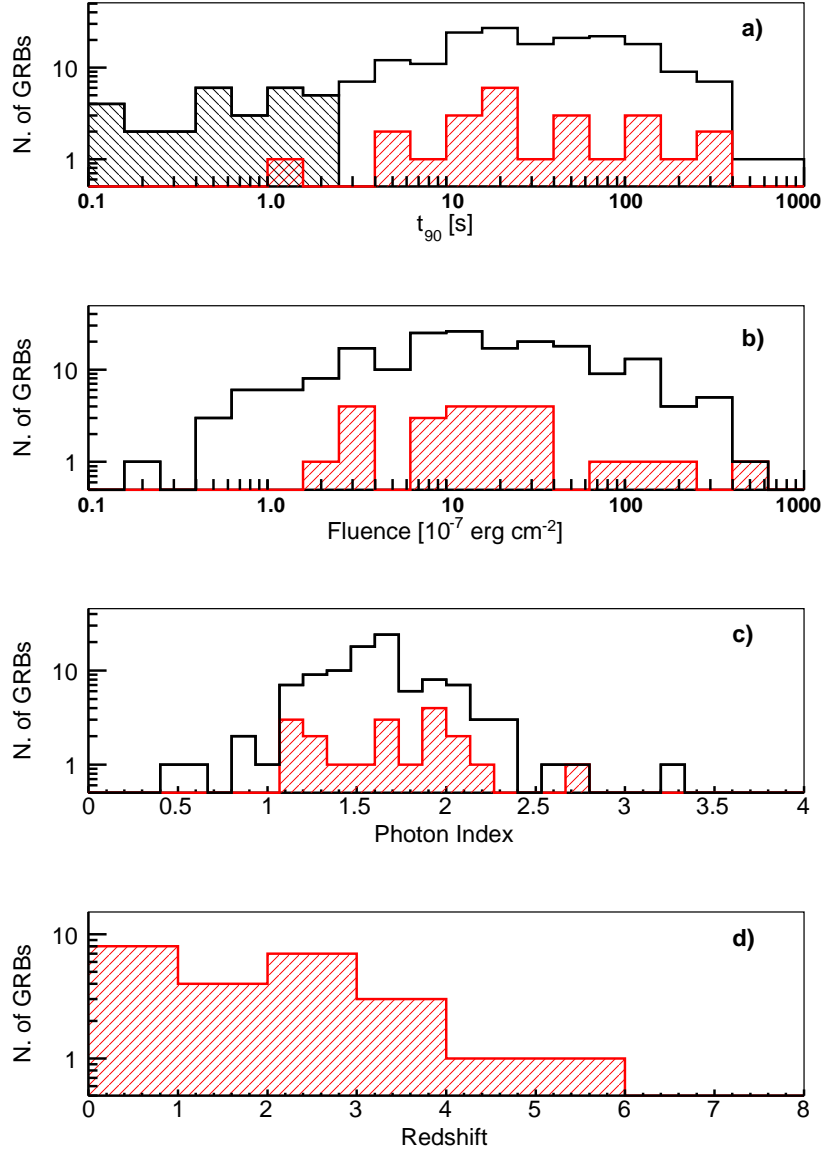 N. of GRBs
a)
10
1
0.1 1.0 10 100 1000
t90 [s]
N. of GRBs
b)
10
1
0.1 1.0 10 100 1000
Fluence [10-7 erg cm-2]
N. of GRBs
c)
10
1
0 0.5 1 1.5 2 2.5 3 3.5 4
Photon Index
N. of GRBs
d)
10
1
0 1 2 3 4 5 6 7 8
Redshift